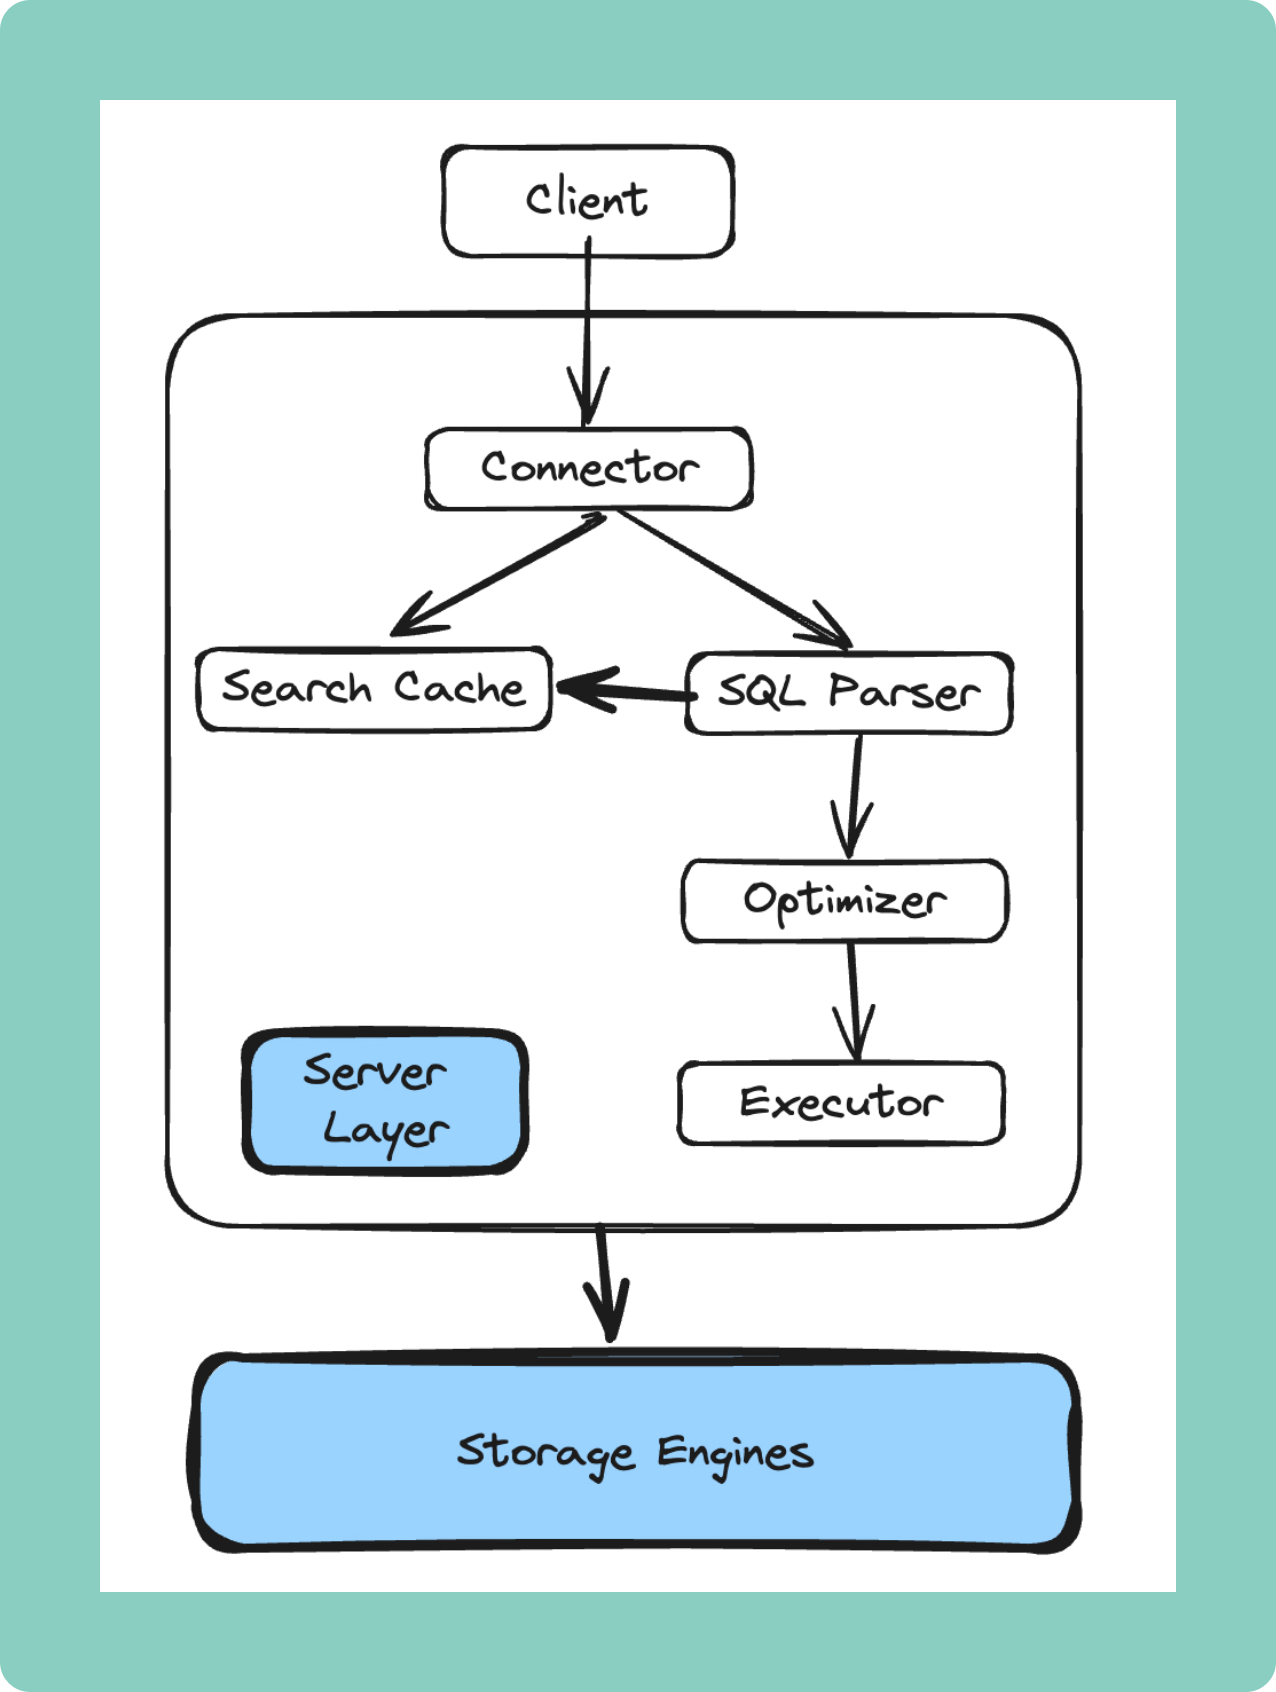 Client
Connector
Search Cache
SQL Parser
Optimizer
Server
Layer
Executor
Storage Engines